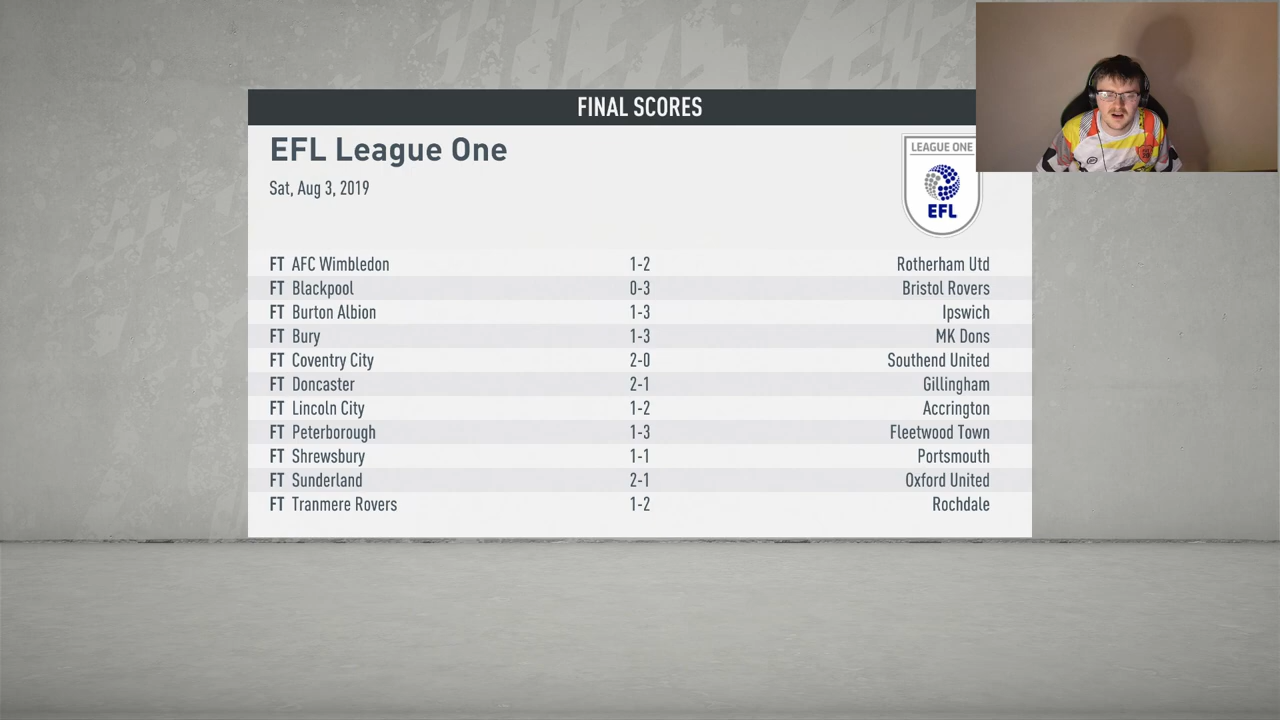 FINAL SCORES
EFL League One
Sat, Aug 3, 2019
LEAGUE ONE
EFL
FT AFC Wimbledon 1-2 Rotherham Utd
FT Blackpool 0-3 Bristol Rovers
FT Burton Albion 1-3 Ipswich
FT Bury 1-3 MK Dons
FT Coventry City 2-0 Southend United
FT Doncaster 2-1 Gillingham
FT Lincoln City 1-2 Accrington
FT Peterborough 1-3 Fleetwood Town
FT Shrewsbury 1-1 Portsmouth
FT Sunderland 2-1 Oxford United
FT Tranmere Rovers 1-2 Rochdale